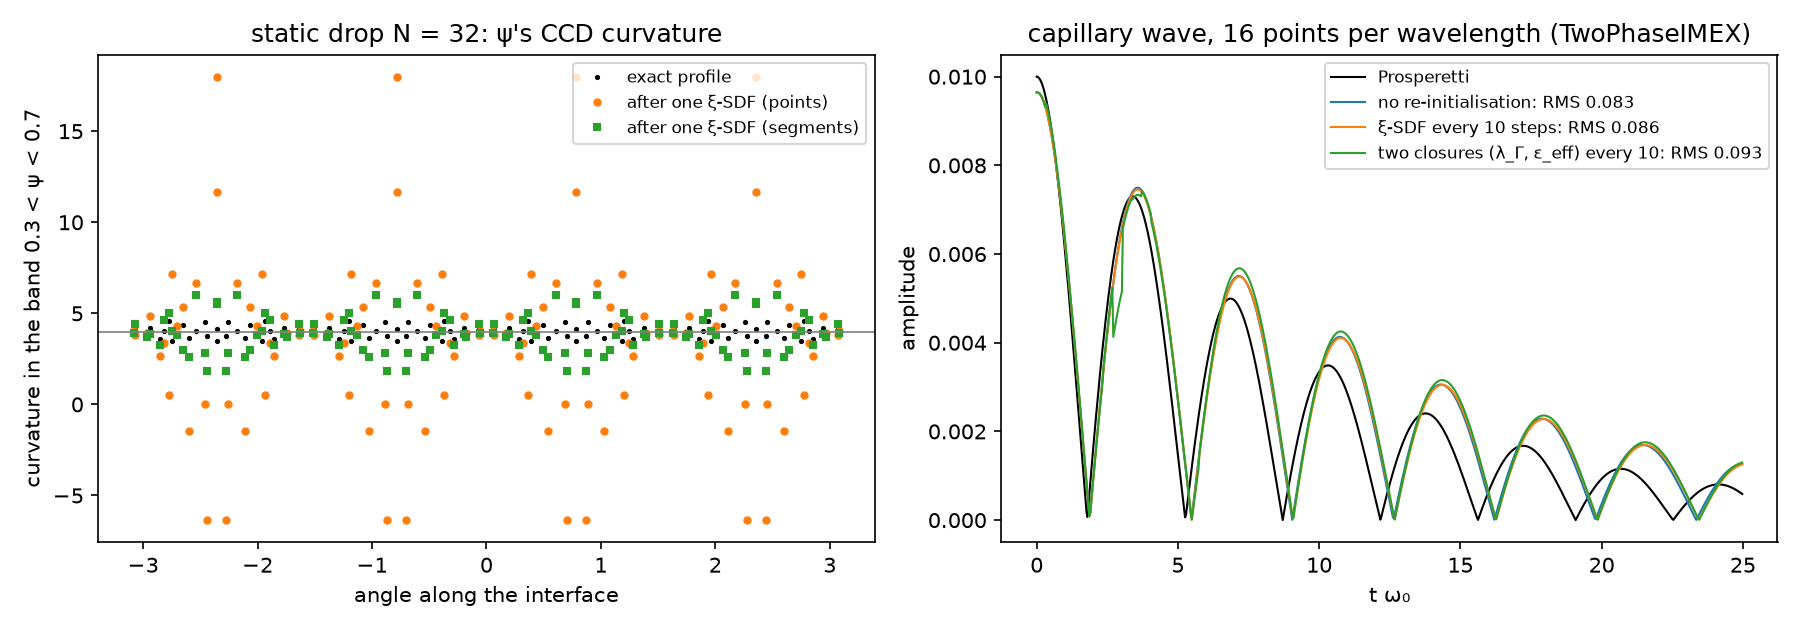 static drop N = 32: ψ's CCD curvature
curvature in the band 0.3 < ψ < 0.7
15
10
5
0
−5
exact profile
after one ξ-SDF (points)
after one ξ-SDF (segments)
−3
−2
−1
0
1
2
3
angle along the interface
capillary wave, 16 points per wavelength (TwoPhaseIMEX)
amplitude
0.010
0.008
0.006
0.004
0.002
0.000
Prosperetti
no re-initialisation: RMS 0.083
ξ-SDF every 10 steps: RMS 0.086
two closures (λ_Γ, ε_eff) every 10: RMS 0.093
0
5
10
15
20
25
t ω₀